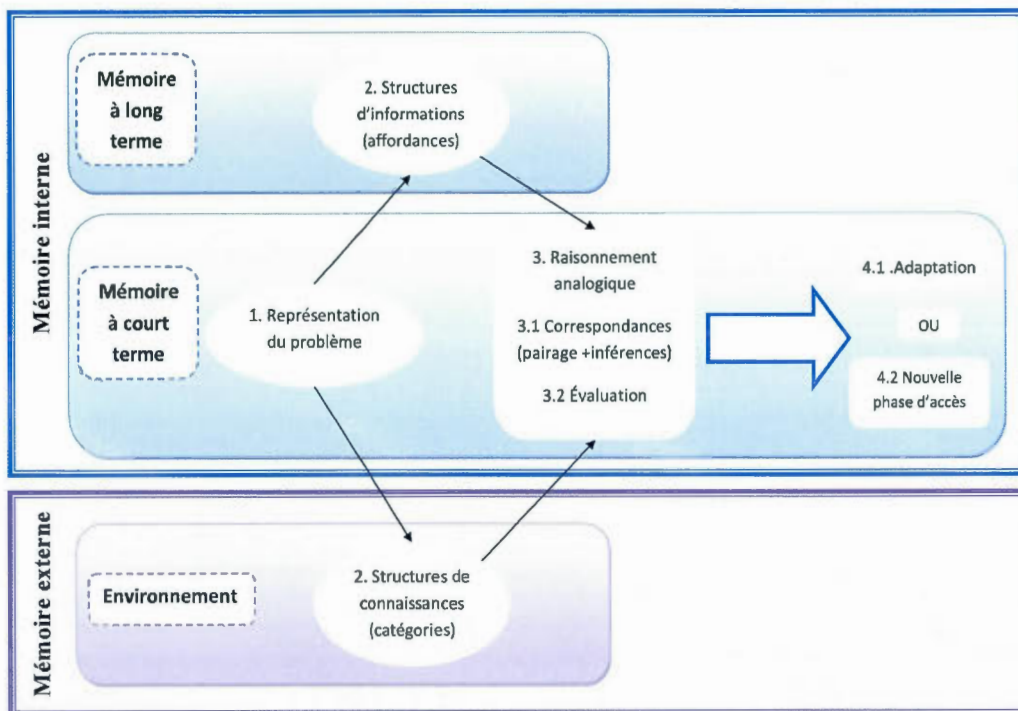 Mémoire interne
Mémoire
à long
terme
2. Structures
d'informations
(affordances)
Mémoire
à court
terme
1. Représentation
du problème
3. Raisonnement
analogique
3.1 Correspondances
(pairage +inférences)
3.2 Évaluation
4.1 .Adaptation
OU
4.2 Nouvelle
phase d'accès
Mémoire externe
Environnement
2. Structures de
connaissances
(catégories)